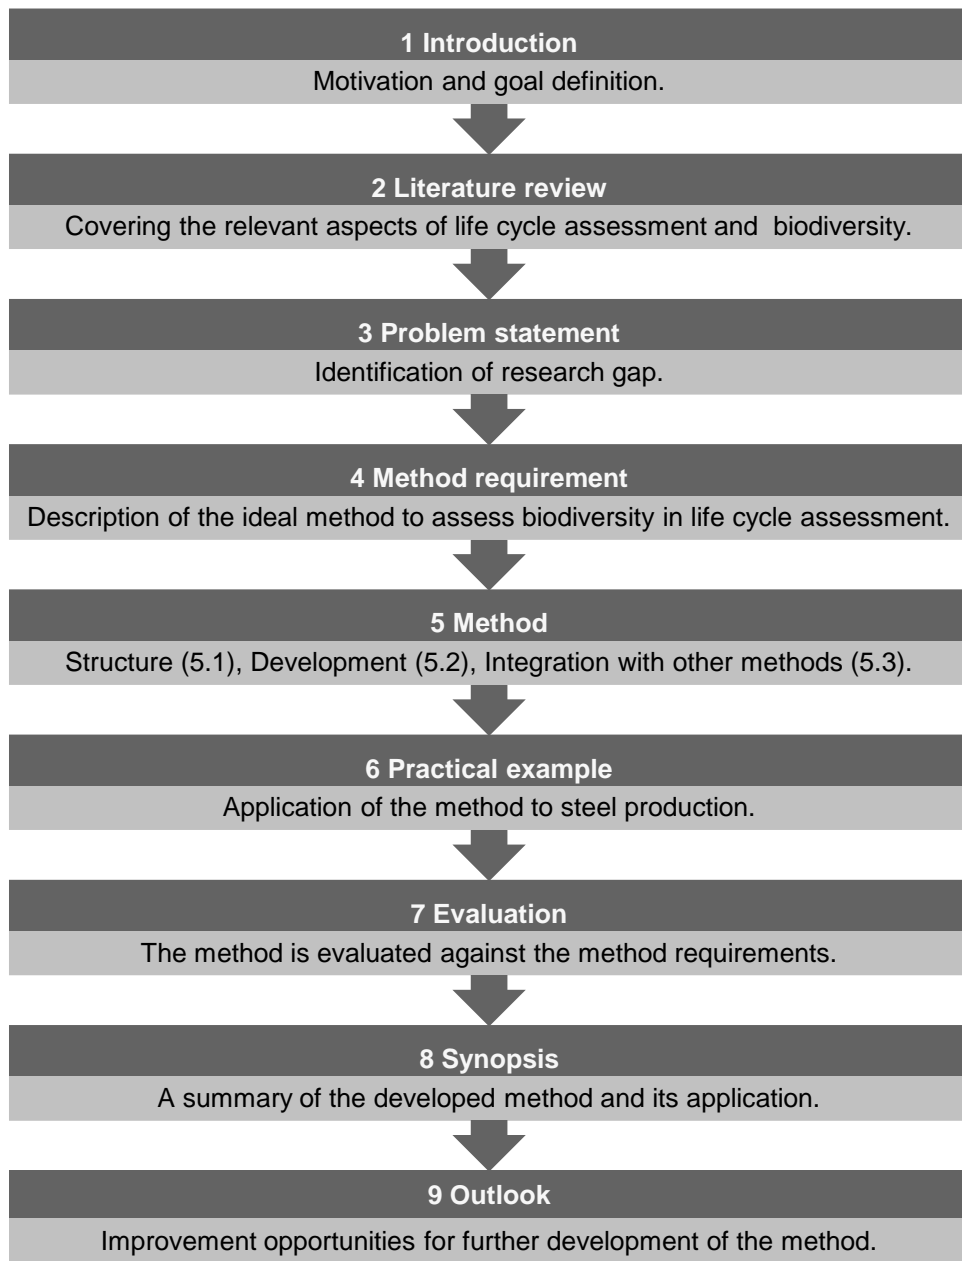 1 Introduction
Motivation and goal definition.
2 Literature review
Covering the relevant aspects of life cycle assessment and  biodiversity.
3 Problem statement
Identification of research gap.
4 Method requirement
Description of the ideal method to assess biodiversity in life cycle assessment.
5 Method
Structure (5.1), Development (5.2), Integration with other methods (5.3).
6 Practical example
Application of the method to steel production.
7 Evaluation
The method is evaluated against the method requirements.
8 Synopsis
A summary of the developed method and its application.
9 Outlook
Improvement opportunities for further development of the method.